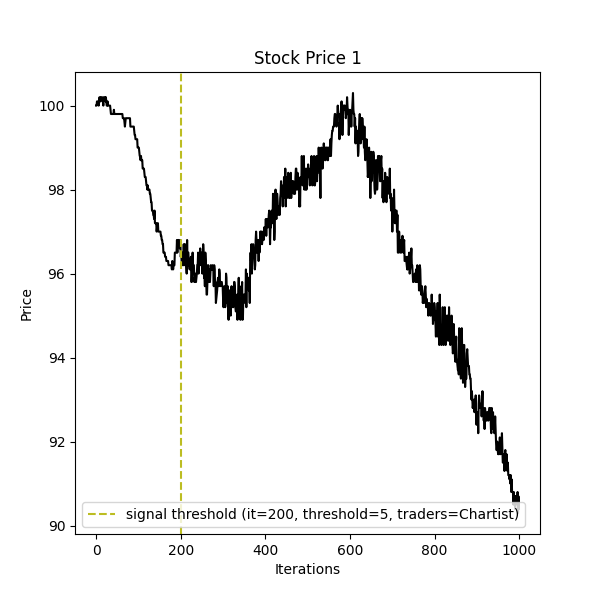 Stock Price 1
Price
100
98
96
94
92
90
signal threshold (it=200, threshold=5, traders=Chartist)
0 200 400 600 800 1000
Iterations